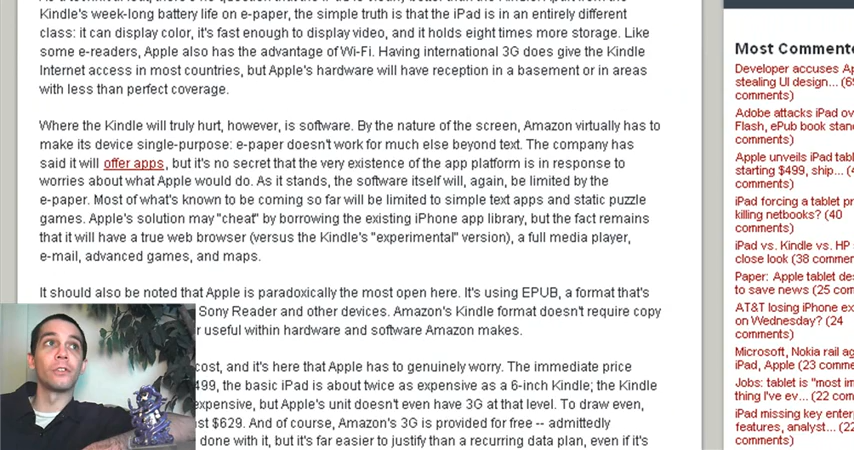 Kindle's week-long battery life on e-paper, the simple truth is that the iPad is in an entirely different
class: it can display color, it's fast enough to display video, and it holds eight times more storage. Like
some e-readers, Apple also has the advantage of Wi-Fi. Having international 3G does give the Kindle
Internet access in most countries, but Apple's hardware will have reception in a basement or in areas
with less than perfect coverage.
Where the Kindle will truly hurt, however, is software. By the nature of the screen, Amazon virtually has to
make its device single-purpose: e-paper doesn't work for much else beyond text. The company has
said it will offer apps, but it's no secret that the very existence of the app platform is in response to
worries about what Apple would do. As it stands, the software itself will, again, be limited by the
e-paper. Most of what's known to be coming so far will be limited to simple text apps and static puzzle
games. Apple's solution may "cheat" by borrowing the existing iPhone app library, but the fact remains
that it will have a true web browser (versus the Kindle's "experimental" version), a full media player,
e-mail, advanced games, and maps.
It should also be noted that Apple is paradoxically the most open here. It's using EPUB, a format that's
Sony Reader and other devices. Amazon's Kindle format doesn't require copy
r useful within hardware and software Amazon makes.
cost, and it's here that Apple has to genuinely worry. The immediate price
499, the basic iPad is about twice as expensive as a 6-inch Kindle; the Kindle
expensive, but Apple's unit doesn't even have 3G at that level. To draw even,
st $629. And of course, Amazon's 3G is provided for free -- admittedly
done with it, but it's far easier to justify than a recurring data plan, even if it's
Most Commente
Developer accuses Ap
stealing UI design... (69
comments)
Adobe attacks iPad ov
Flash, ePub book stan
comments)
Apple unveils iPad tabl
starting $499, ship... (4
comments)
iPad forcing a tablet pr
killing netbooks? (40
comments)
iPad vs. Kindle vs. HP
close look (38 commen
Paper: Apple tablet de
to save news (25 com
AT&T losing iPhone ex
on Wednesday? (24
comments)
Microsoft, Nokia rail ag
iPad, Apple (23 comme
Jobs: tablet is "most im
thing I've ev... (22 com
iPad missing key enter
features, analyst... (22
comments)